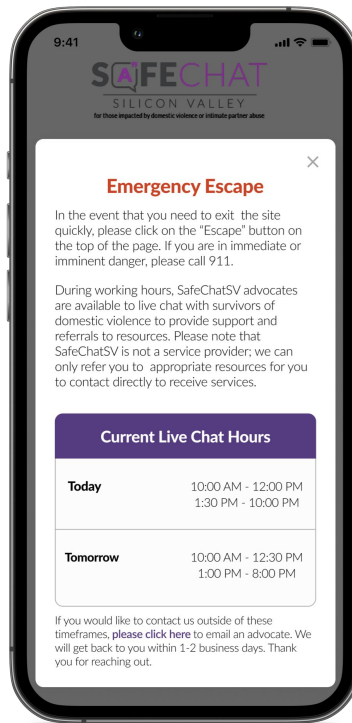 9:41
SAFECHAT
SILICON VALLEY
for those impacted by domestic violence or intimate partner abuse
Emergency Escape
In the event that you need to exit the site
quickly, please click on the “Escape” button on
the top of the page. If you are in immediate or
imminent danger, please call 911.
During working hours, SafeChatSV advocates
are available to live chat with survivors of
domestic violence to provide support and
referrals to resources. Please note that
SafeChatSV is not a service provider; we can
only refer you to appropriate resources for you
to contact directly to receive services.
Current Live Chat Hours
Today 10:00 AM - 12:00 PM
1:30 PM - 10:00 PM
Tomorrow 10:00 AM - 12:30 PM
1:00 PM - 8:00 PM
If you would like to contact us outside of these
timeframes, please click here to email an advocate. We
will get back to you within 1-2 business days. Thank
you for reaching out.